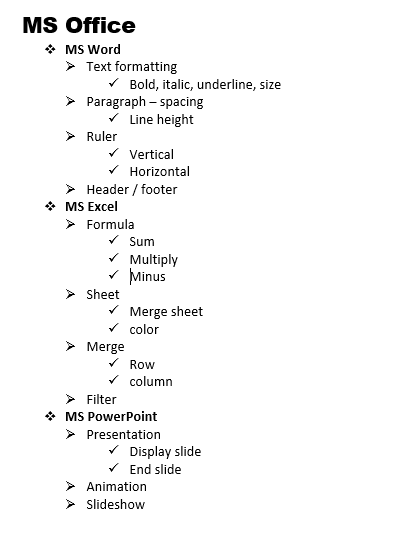 MS Office
❖ MS Word
➢ Text formatting
✓ Bold, italic, underline, size
➢ Paragraph – spacing
✓ Line height
➢ Ruler
✓ Vertical
✓ Horizontal
➢ Header / footer
❖ MS Excel
➢ Formula
✓ Sum
✓ Multiply
✓ Minus
➢ Sheet
✓ Merge sheet
✓ color
➢ Merge
✓ Row
✓ column
➢ Filter
❖ MS PowerPoint
➢ Presentation
✓ Display slide
✓ End slide
➢ Animation
➢ Slideshow